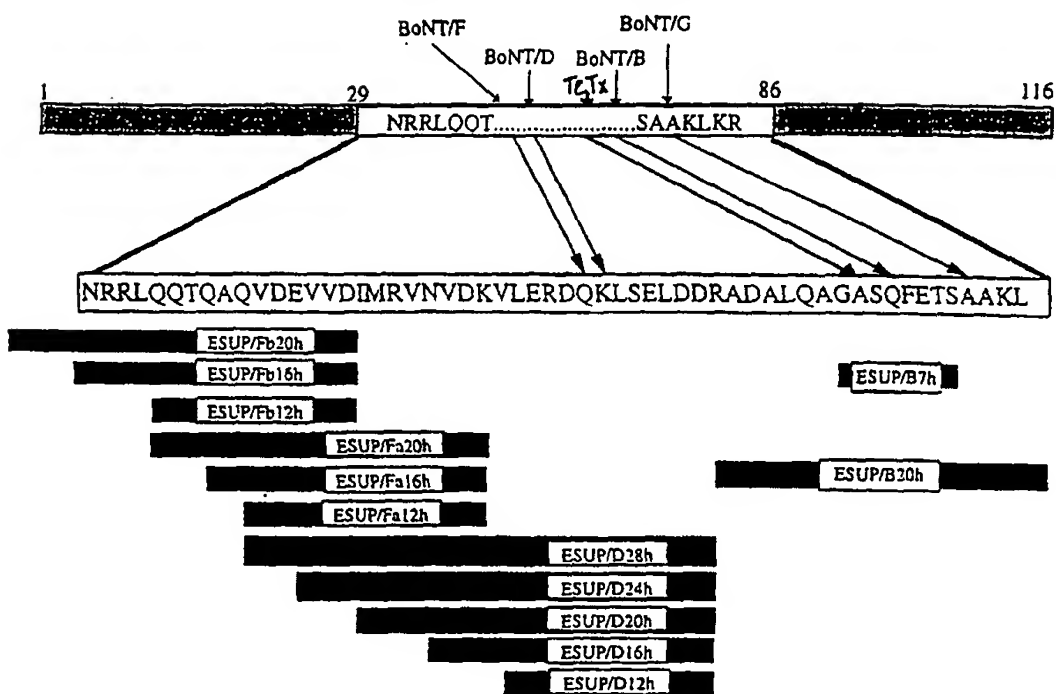 BoNT/F
BoNT/G
BoNT/D
BoNT/B
TeTx
1
29
86
116
NRRLQQT......................SAAKLKR
NRRLQQTQAQVDEVVDIMRVNVDKVLERDQKLSELDDRADALQAGASQFETSAAKL
ESUP/Fb20h
ESUP/Fb16h
ESUP/B7h
ESUP/Fb12h
ESUP/Fa20h
ESUP/Fa16h
ESUP/B20h
ESUP/Fa12h
ESUP/D28h
ESUP/D24h
ESUP/D20h
ESUP/D16h
ESUP/D12h